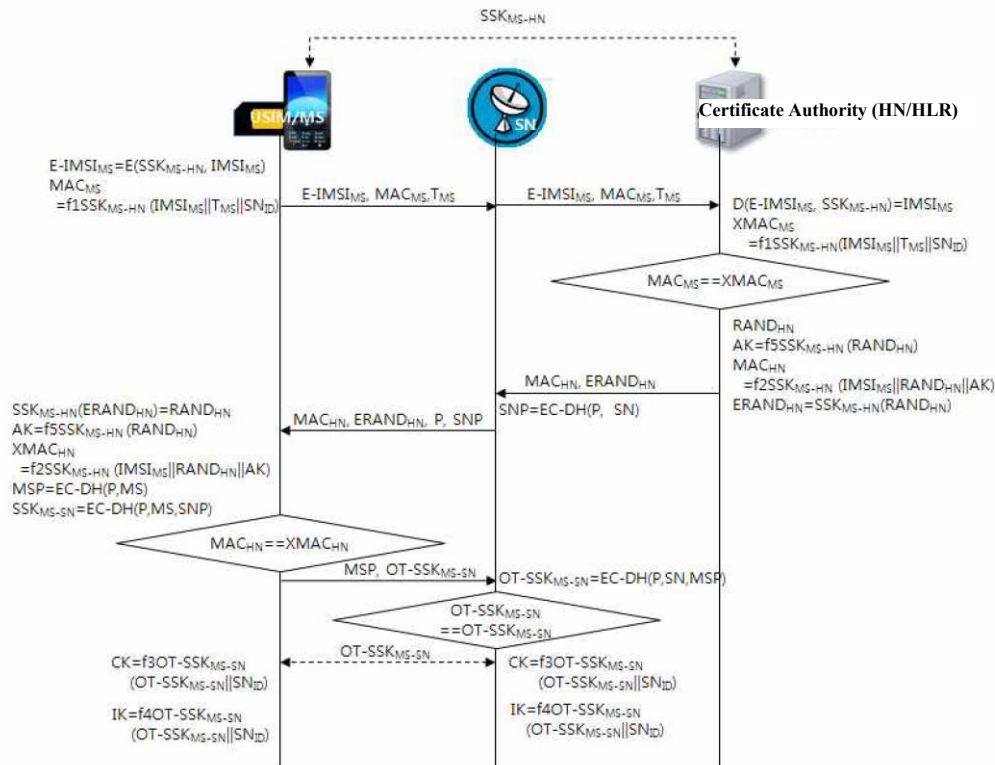 SSKMS-HN
USIM/MS
SN
Certificate Authority (HN/HLR)
E-IMSIMS=E(SSKMS-HN, IMSIMS)
MACMS
=f1SSKMS-HN (IMSIMS||TMS||SNID)
E-IMSIMS, MACMS,TMS
E-IMSIMS, MACMS,TMS
D(E-IMSIMS, SSKMS-HN)=IMSIMS
XMACMS
=f1SSKMS-HN(IMSIMS||TMS||SNID)
MACMS==XMACMS
RANDHN
AK=f5SSKMS-HN (RANDHN)
MACHN
=f2SSKMS-HN (IMSIMS||RANDHN||AK)
ERANDHN=SSKMS-HN(RANDHN)
MACHN, ERANDHN
SNP=EC-DH(P, SN)
MACHN, ERANDHN, P, SNP
SSKMS-HN(ERANDHN)=RANDHN
AK=f5SSKMS-HN (RANDHN)
XMACHN
=f2SSKMS-HN (IMSIMS||RANDHN||AK)
MSP=EC-DH(P,MS)
SSKMS-SN=EC-DH(P,MS,SNP)
MACHN==XMACHN
MSP, OT-SSKMS-SN
OT-SSKMS-SN=EC-DH(P,SN,MSP)
OT-SSKMS-SN
==OT-SSKMS-SN
OT-SSKMS-SN
CK=f3OT-SSKMS-SN
(OT-SSKMS-SN||SNID)
IK=f4OT-SSKMS-SN
(OT-SSKMS-SN||SNID)
CK=f3OT-SSKMS-SN
(OT-SSKMS-SN||SNID)
IK=f4OT-SSKMS-SN
(OT-SSKMS-SN||SNID)